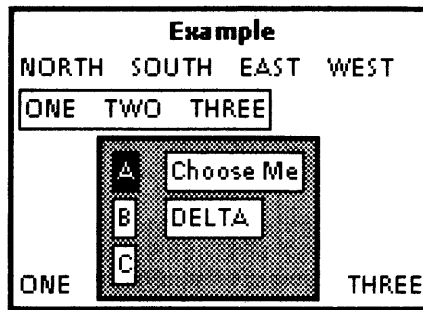 Example
NORTH SOUTH EAST WEST
ONE TWO THREE
A Choose Me
B DELTA
C
ONE THREE